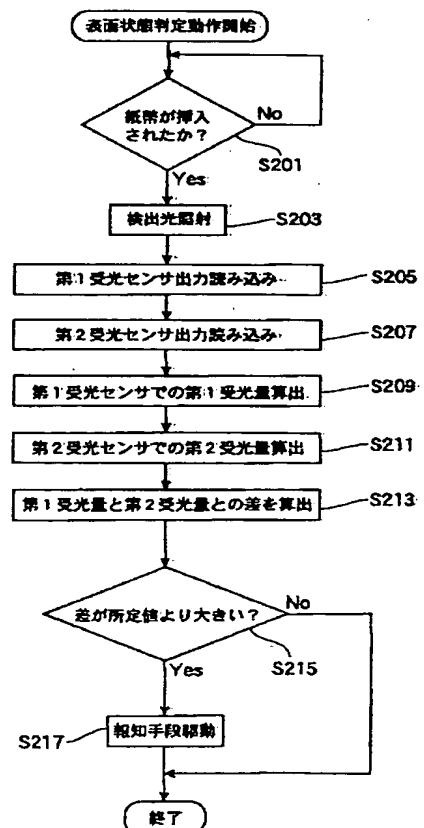 表面状態判定動作開始
紙幣が挿入
されたか？
No
S201
Yes
検出光照射
S203
第1受光センサ出力読み込み
S205
第2受光センサ出力読み込み
S207
第1受光センサでの第1受光量算出
S209
第2受光センサでの第2受光量算出
S211
第1受光量と第2受光量との差を算出
S213
差が所定値より大きい？
No
S215
Yes
報知手段駆動
S217
終了